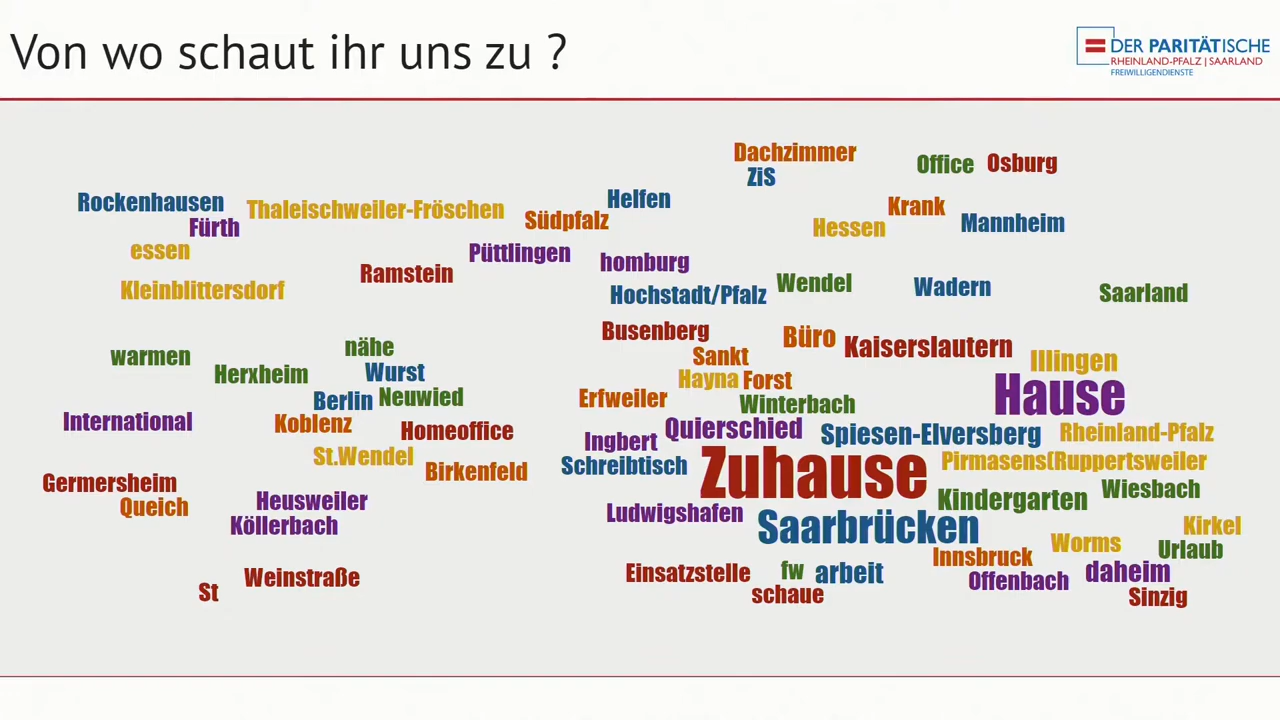 Von wo schaut ihr uns zu ?
DER PARITÄTISCHE
RHEINLAND-PFALZ | SAARLAND
FREIWILLIGENDIENSTE
Dachzimmer
Office
Osburg
ZiS
Rockenhausen
Thaleischweiler-Fröschen
Helfen
Krank
Fürth
Südpfalz
Hessen
Mannheim
essen
Püttlingen
homburg
Ramstein
Kleinblittersdorf
Hochstadt/Pfalz
Wendel
Wadern
Saarland
Busenberg
Büro
Kaiserslautern
warmen
nähe
Sankt
Illingen
Herxheim
Wurst
Hayna
Forst
Hause
Berlin
Neuwied
Erfweiler
Winterbach
International
Koblenz
Homeoffice
Ingbert
Quierschied
Spiesen-Elversberg
Rheinland-Pfalz
St.Wendel
Birkenfeld
Schreibtisch
Zuhause
Pirmasens(Ruppertsweiler
Germersheim
Queich
Heusweiler
Kindergarten
Wiesbach
Köllerbach
Ludwigshafen
Saarbrücken
Kirkel
Worms
Urlaub
Innsbruck
Weinstraße
Einsatzstelle
fw
arbeit
Offenbach
daheim
St
schaue
Sinzig